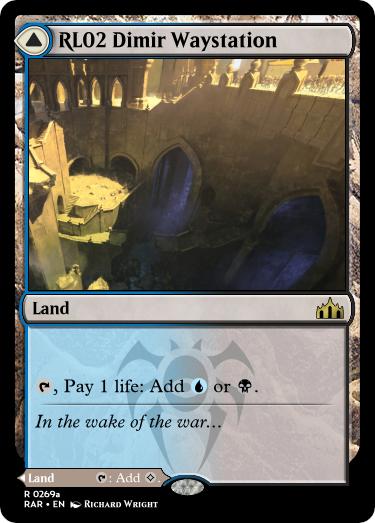 RL02 Dimir Waystation
Land
, Pay 1 life: Add or .
In the wake of the war…
Land : Add .
R 0269a
RAR • EN Richard Wright